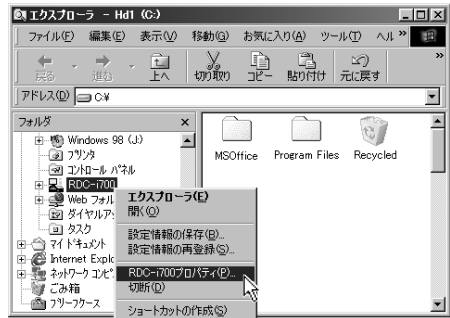 エクスプローラ - Hd1 (C:)
ファイル(F) 編集(E) 表示(V) 移動(G) お気に入り(A) ツール(T) ヘル »
戻る 進む 上へ 切り取り コピー 貼り付け 元に戻す »
アドレス(D) C:¥
フォルダ
Windows 98 (J:)
プリンタ
コントロール パネル
RDC-i700
Web フォル
ダイヤルア
タスク
マイ ドキュメント
Internet Explo
ネットワーク コンピ
ごみ箱
ブリーフケース
MSOffice Program Files Recycled
エクスプローラ(E)
開く(O)
設定情報の保存(B)...
設定情報の再登録(S)...
RDC-i700プロパティ(P)...
切断(D)
ショートカットの作成(S)